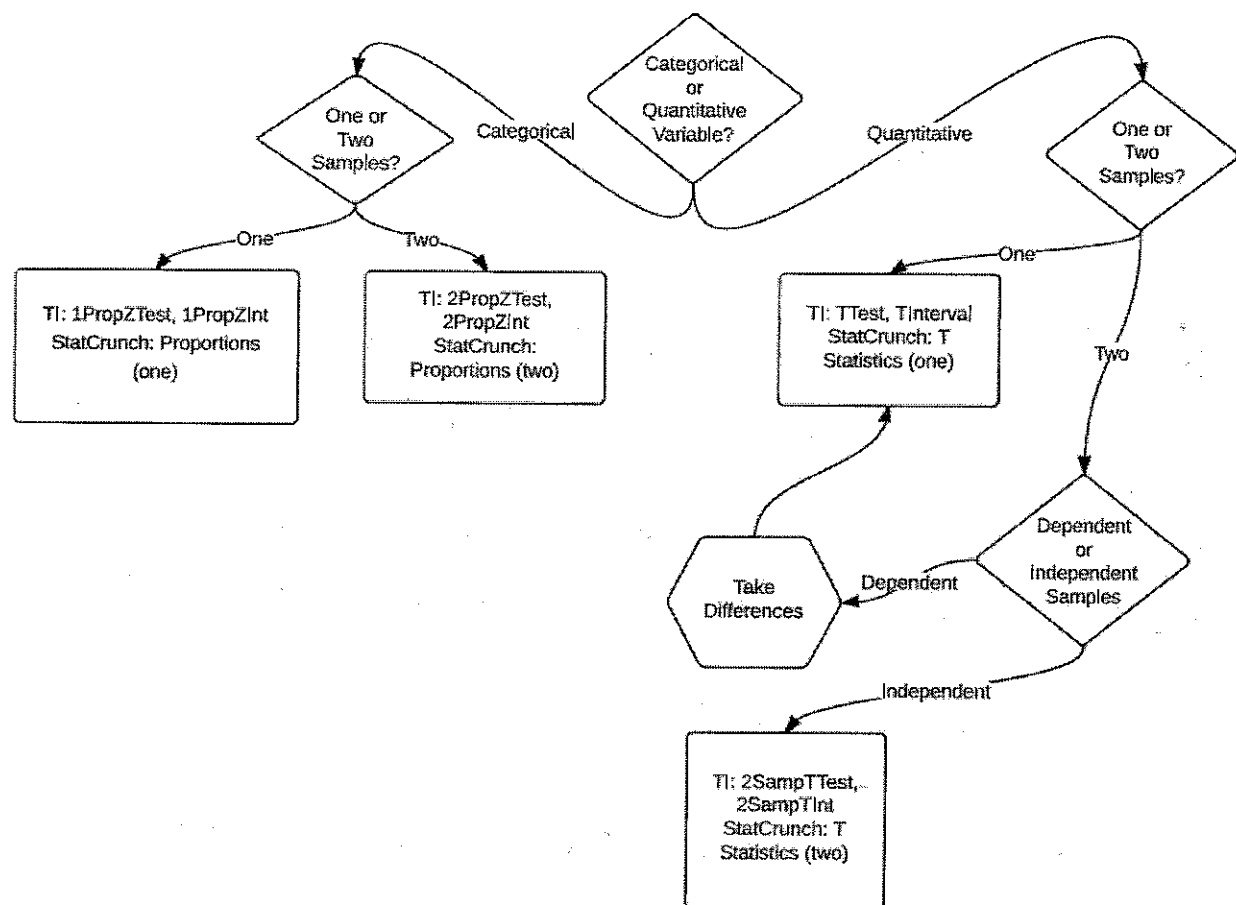 Categorical
or
Quantitative
Variable?
One or
Two
Samples?
Categorical
Quantitative
One or
Two
Samples?
One
Two
One
TI: 1PropZTest, 1PropZInt
StatCrunch: Proportions
(one)
TI: 2PropZTest,
2PropZInt
StatCrunch:
Proportions (two)
TI: TTest, TInterval
StatCrunch: T
Statistics (one)
Two
Dependent
or
Independent
Samples
Take
Differences
Dependent
Independent
TI: 2SampTTest,
2SampTInt
StatCrunch: T
Statistics (two)